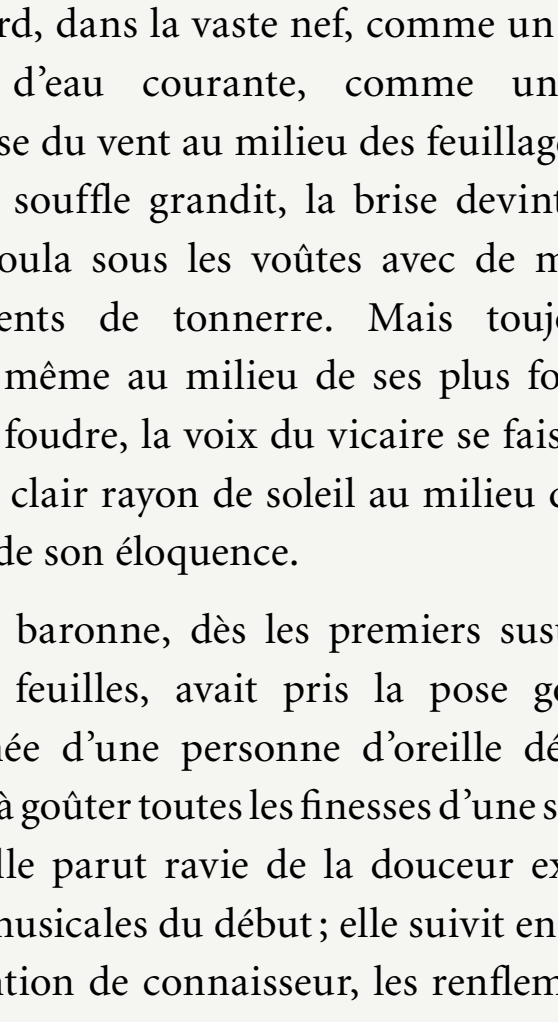 rd, dans la vaste nef, comme un
d’eau courante, comme un
se du vent au milieu des feuillag
souffle grandit, la brise devint
oula sous les voûtes avec de m
ents de tonnerre. Mais touj
même au milieu de ses plus fo
foudre, la voix du vicaire se fais
clair rayon de soleil au milieu d
de son éloquence.
baronne, dès les premiers sus
feuilles, avait pris la pose g
ée d’une personne d’oreille dé
à goûter toutes les finesses d’une s
lle parut ravie de la douceur ex
musicales du début ; elle suivit en
ntion de connaisseur, les renflem